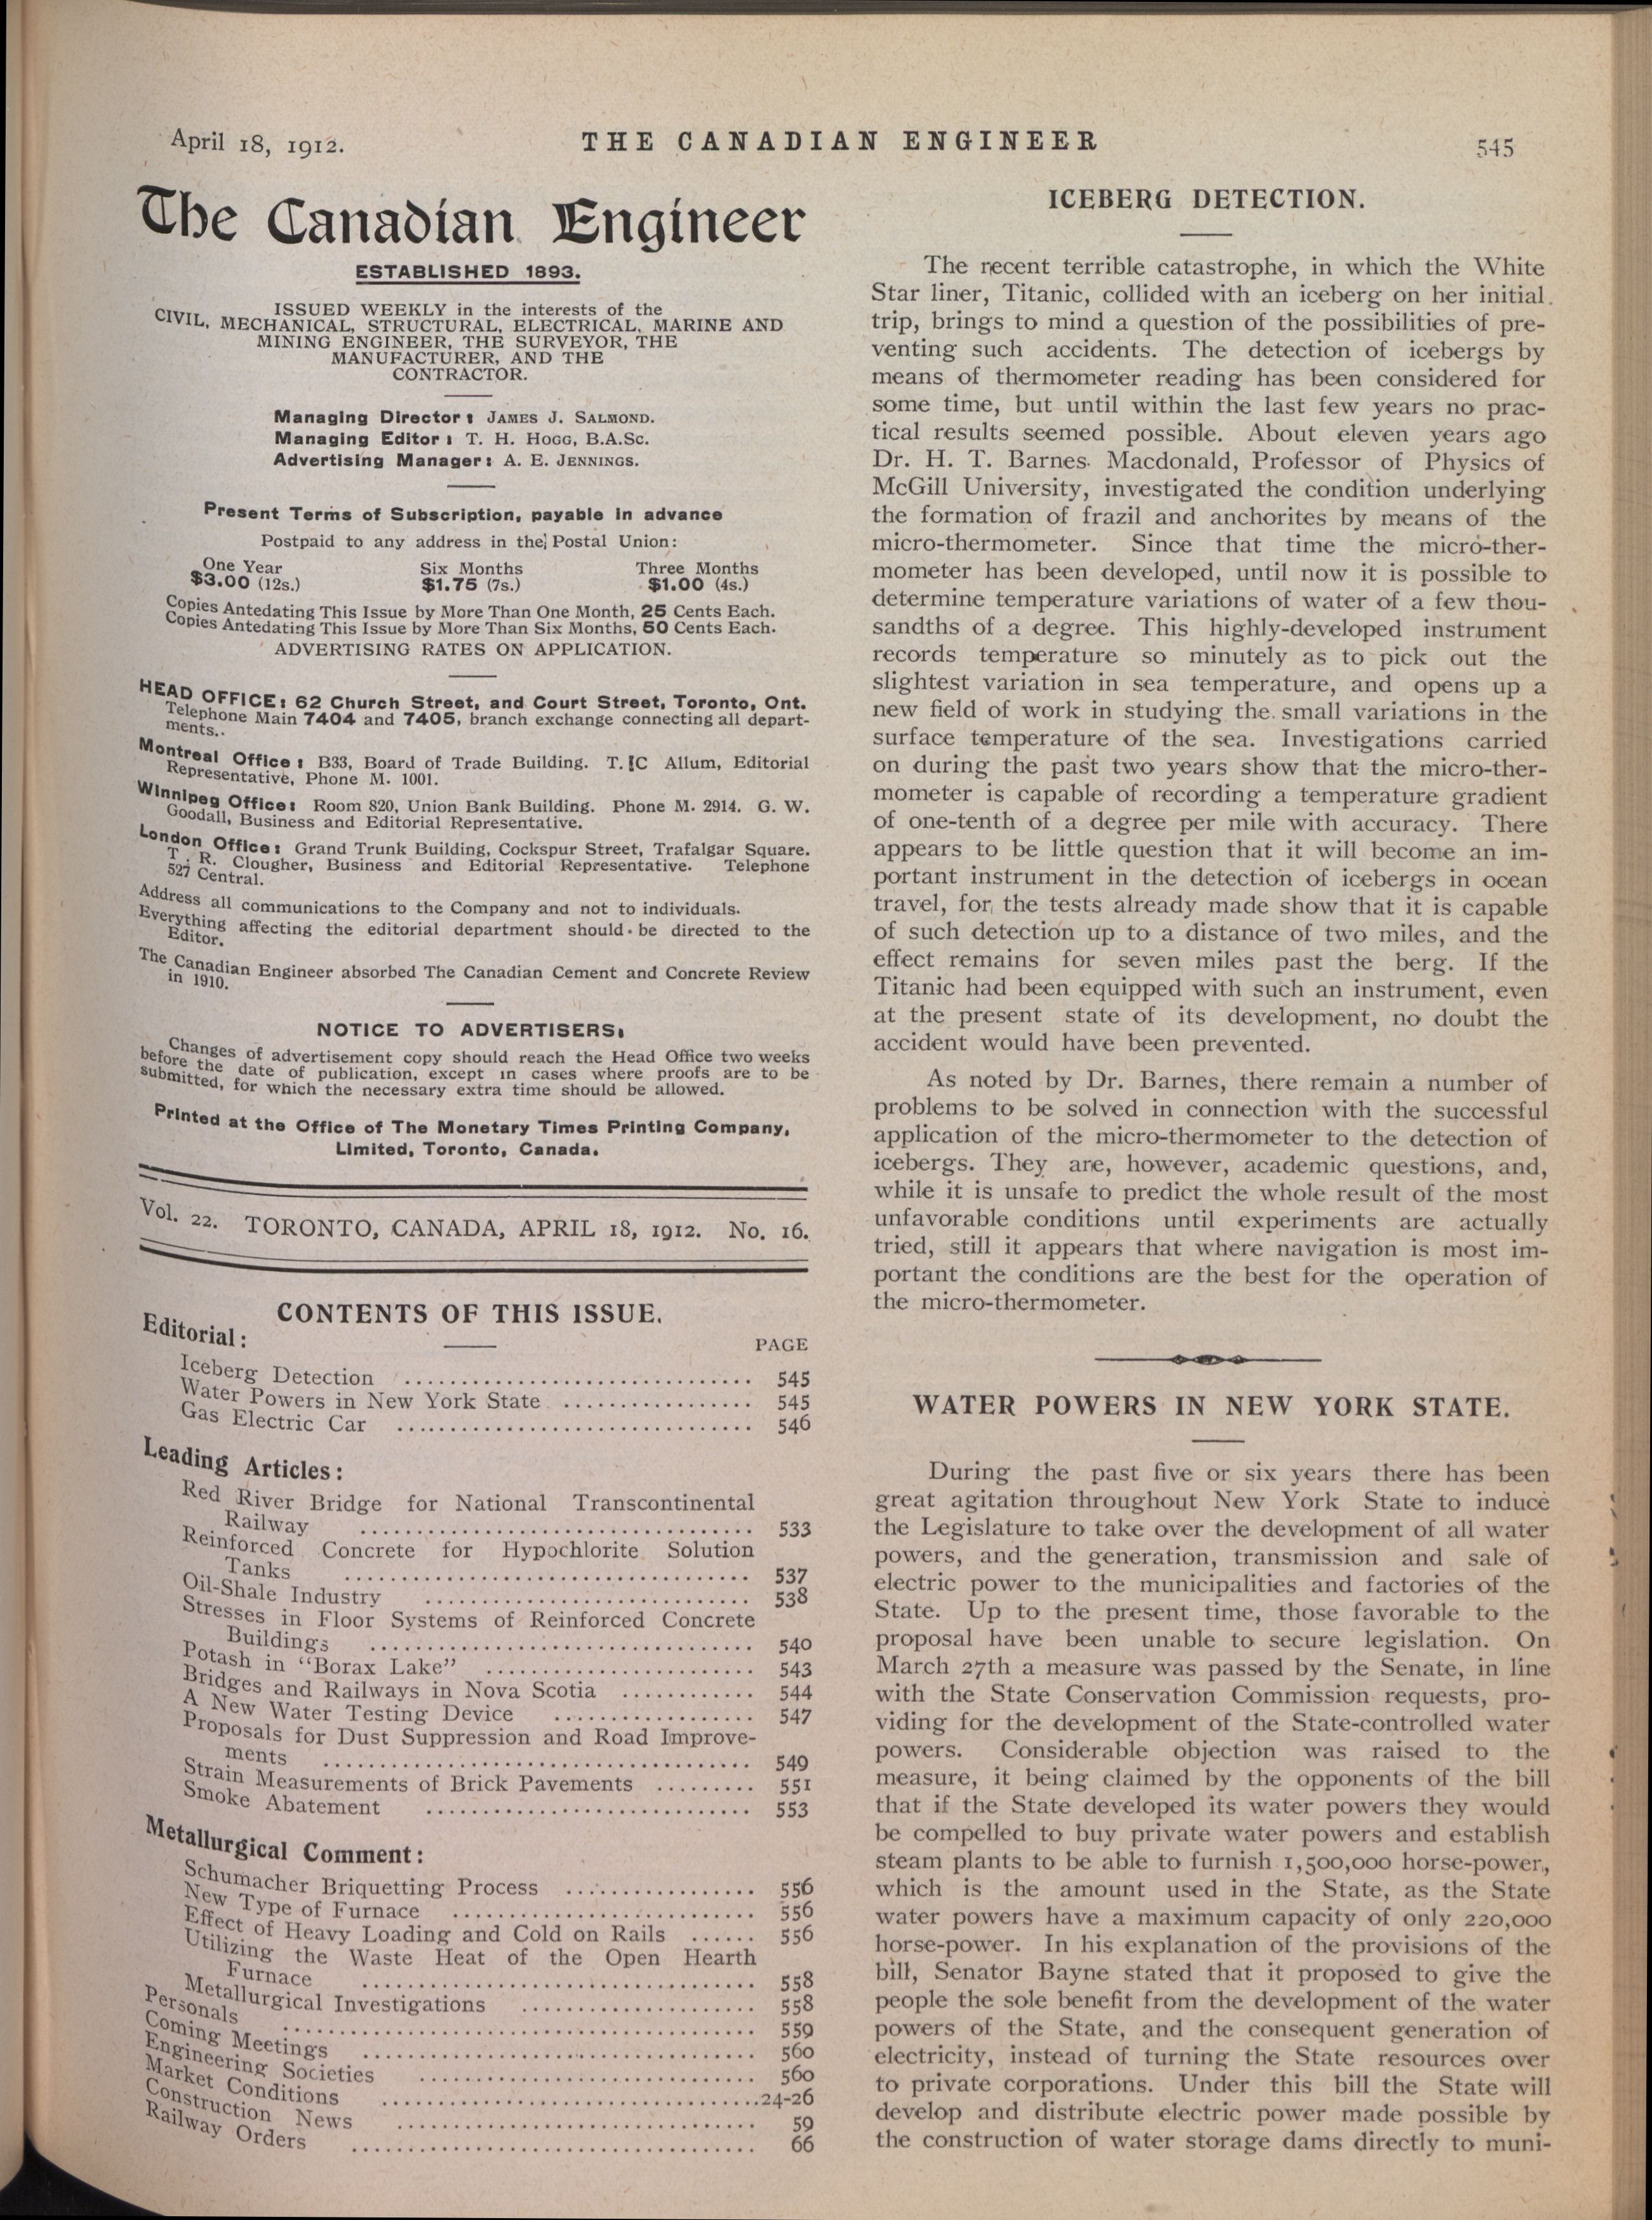 April 18, 1912.
THE CANADIAN ENGINEER
545
The Canadian Engineer
ESTABLISHED 1893.
ISSUED WEEKLY in the interests of the
CIVIL, MECHANICAL, STRUCTURAL, ELECTRICAL, MARINE AND
MINING ENGINEER, THE SURVEYOR, THE
MANUFACTURER, AND THE
CONTRACTOR.
Managing Director: JAMES J. SALMOND.
Managing Editor: T. H. HOGG, B.A.Sc.
Advertising Manager: A. E. JENNINGS.
Present Terms of Subscription, payable in advance
Postpaid to any address in the Postal Union:
One Year Six Months Three Months
$3.00 (12s.) $1.75 (7s.) $1.00 (4s.)
Copies Antedating This Issue by More Than One Month, 25 Cents Each.
Copies Antedating This Issue by More Than Six Months, 50 Cents Each.
ADVERTISING RATES ON APPLICATION.
HEAD OFFICE: 62 Church Street, and Court Street, Toronto, Ont.
Telephone Main 7404 and 7405, branch exchange connecting all depart-
ments..
Montreal Office: B33, Board of Trade Building. T. C Allum, Editorial
Representative, Phone M. 1001.
Winnipeg Office: Room 820, Union Bank Building. Phone M. 2914. G. W.
Goodall, Business and Editorial Representative.
London Office: Grand Trunk Building, Cockspur Street, Trafalgar Square.
T. R. Clougher, Business and Editorial Representative. Telephone
527 Central.
Address all communications to the Company and not to individuals.
Everything affecting the editorial department should be directed to the
Editor.
The Canadian Engineer absorbed The Canadian Cement and Concrete Review
in 1910.
NOTICE TO ADVERTISERS:
Changes of advertisement copy should reach the Head Office two weeks
before the date of publication, except in cases where proofs are to be
submitted, for which the necessary extra time should be allowed.
Printed at the Office of The Monetary Times Printing Company,
Limited, Toronto, Canada.
Vol. 22. TORONTO, CANADA, APRIL 18, 1912. No. 16.
CONTENTS OF THIS ISSUE.
Editorial:
PAGE
Iceberg Detection .............................. 545
Water Powers in New York State ................. 545
Gas Electric Car ............................... 546
Leading Articles:
Red River Bridge for National Transcontinental
Railway .................................. 533
Reinforced Concrete for Hypochlorite Solution
Tanks .................................... 537
Oil-Shale Industry ............................. 538
Stresses in Floor Systems of Reinforced Concrete
Buildings ................................ 540
Potash in “Borax Lake” ........................ 543
Bridges and Railways in Nova Scotia ............ 544
A New Water Testing Device .................. 547
Proposals for Dust Suppression and Road Improve-
ments .................................... 549
Strain Measurements of Brick Pavements ......... 551
Smoke Abatement ............................ 553
Metallurgical Comment:
Schumacher Briquetting Process ................. 556
New Type of Furnace .......................... 556
Effect of Heavy Loading and Cold on Rails ...... 556
Utilizing the Waste Heat of the Open Hearth
Furnace .................................. 558
Metallurgical Investigations ..................... 558
Personals ........................................... 559
Coming Meetings .................................. 560
Engineering Societies ............................. 560
Market Conditions ...................................24-26
Construction News ................................ 59
Railway Orders .................................... 66
ICEBERG DETECTION.
The recent terrible catastrophe, in which the White
Star liner, Titanic, collided with an iceberg on her initial
trip, brings to mind a question of the possibilities of pre-
venting such accidents. The detection of icebergs by
means of thermometer reading has been considered for
some time, but until within the last few years no prac-
tical results seemed possible. About eleven years ago
Dr. H. T. Barnes Macdonald, Professor of Physics of
McGill University, investigated the condition underlying
the formation of frazil and anchorites by means of the
micro-thermometer. Since that time the micro-ther-
mometer has been developed, until now it is possible to
determine temperature variations of water of a few thou-
sandths of a degree. This highly-developed instrument
records temperature so minutely as to pick out the
slightest variation in sea temperature, and opens up a
new field of work in studying the small variations in the
surface temperature of the sea. Investigations carried
on during the past two years show that the micro-ther-
mometer is capable of recording a temperature gradient
of one-tenth of a degree per mile with accuracy. There
appears to be little question that it will become an im-
portant instrument in the detection of icebergs in ocean
travel, for the tests already made show that it is capable
of such detection up to a distance of two miles, and the
effect remains for seven miles past the berg. If the
Titanic had been equipped with such an instrument, even
at the present state of its development, no doubt the
accident would have been prevented.
As noted by Dr. Barnes, there remain a number of
problems to be solved in connection with the successful
application of the micro-thermometer to the detection of
icebergs. They are, however, academic questions, and,
while it is unsafe to predict the whole result of the most
unfavorable conditions until experiments are actually
tried, still it appears that where navigation is most im-
portant the conditions are the best for the operation of
the micro-thermometer.
WATER POWERS IN NEW YORK STATE.
During the past five or six years there has been
great agitation throughout New York State to induce
the Legislature to take over the development of all water
powers, and the generation, transmission and sale of
electric power to the municipalities and factories of the
State. Up to the present time, those favorable to the
proposal have been unable to secure legislation. On
March 27th a measure was passed by the Senate, in line
with the State Conservation Commission requests, pro-
viding for the development of the State-controlled water
powers. Considerable objection was raised to the
measure, it being claimed by the opponents of the bill
that if the State developed its water powers they would
be compelled to buy private water powers and establish
steam plants to be able to furnish 1,500,000 horse-power,
which is the amount used in the State, as the State
water powers have a maximum capacity of only 220,000
horse-power. In his explanation of the provisions of the
bill, Senator Bayne stated that it proposed to give the
people the sole benefit from the development of the water
powers of the State, and the consequent generation of
electricity, instead of turning the State resources over
to private corporations. Under this bill the State will
develop and distribute electric power made possible by
the construction of water storage dams directly to muni-